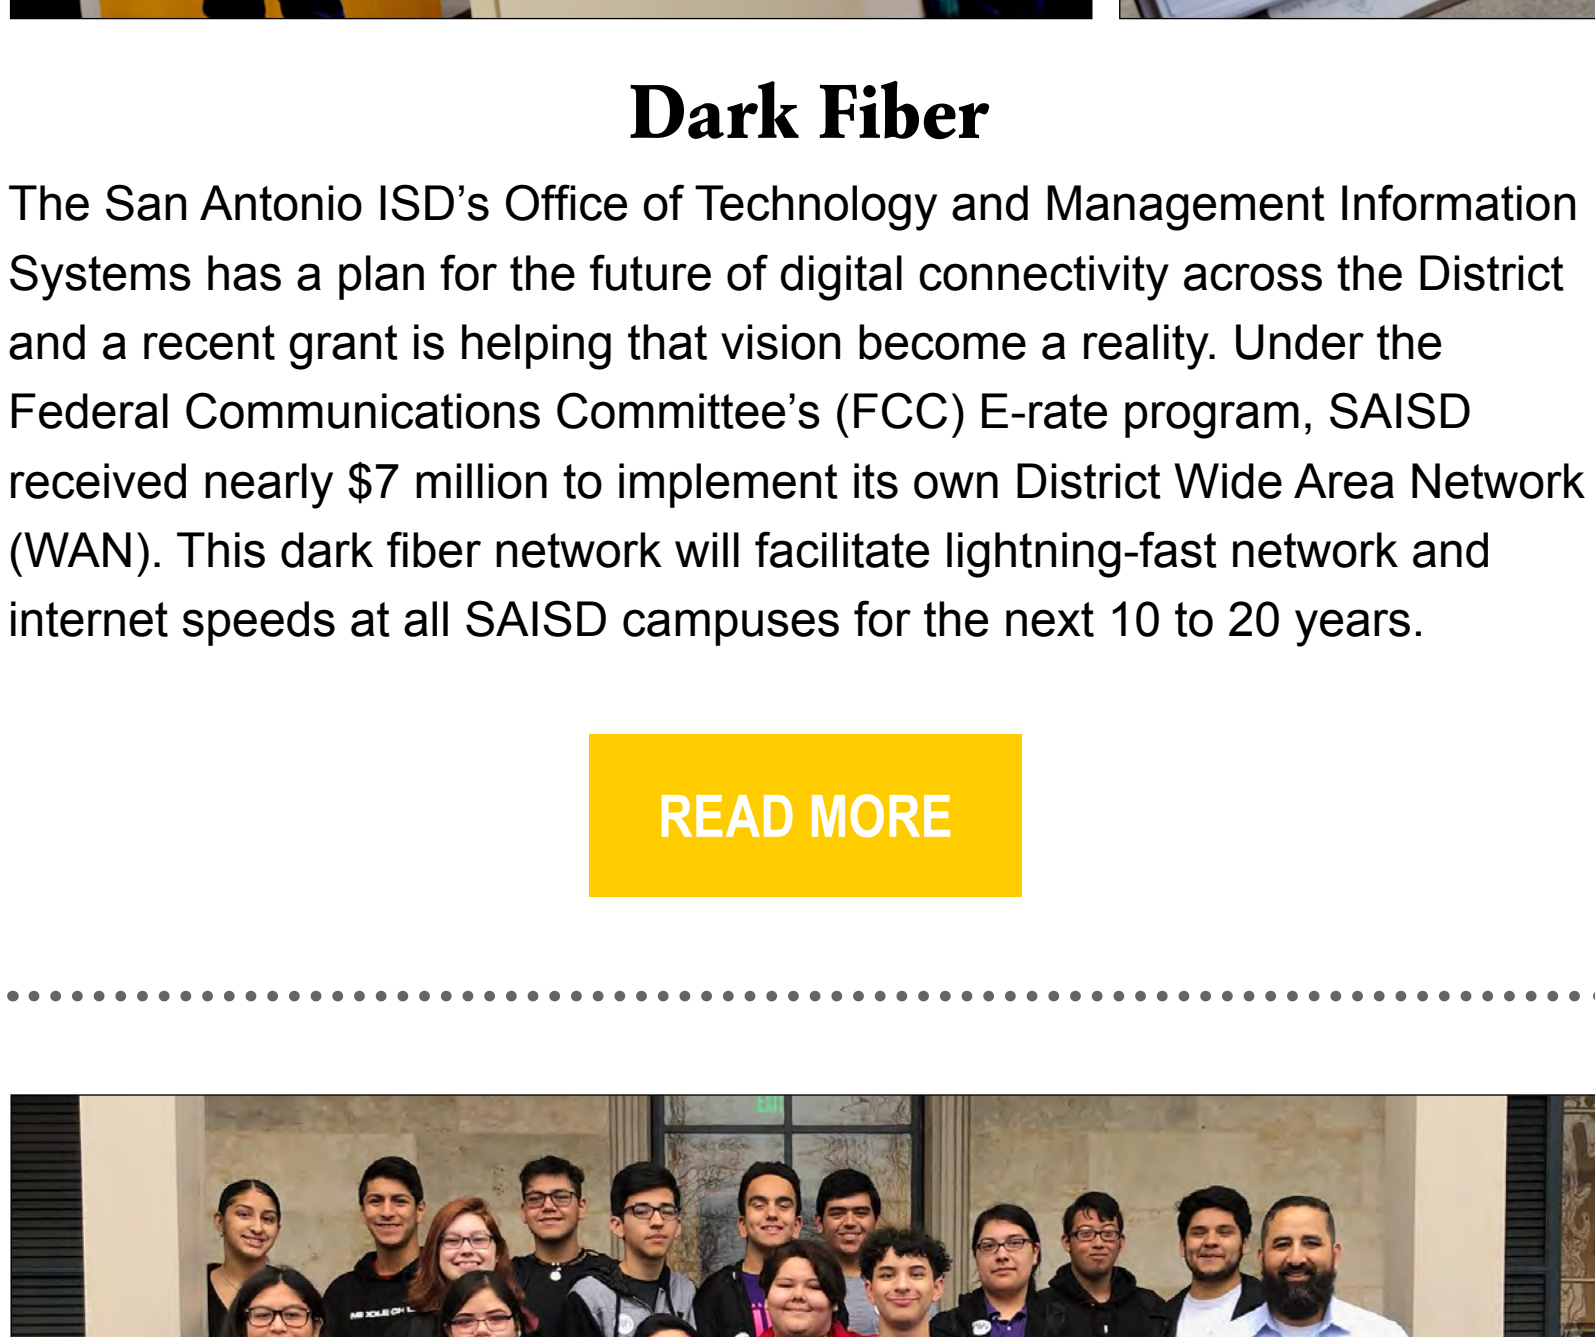 Dark Fiber
The San Antonio ISD’s Office of Technology and Management Information
Systems has a plan for the future of digital connectivity across the District
and a recent grant is helping that vision become a reality. Under the
Federal Communications Committee’s (FCC) E-rate program, SAISD
received nearly $7 million to implement its own District Wide Area Network
(WAN). This dark fiber network will facilitate lightning-fast network and
internet speeds at all SAISD campuses for the next 10 to 20 years.
READ MORE
EXIT